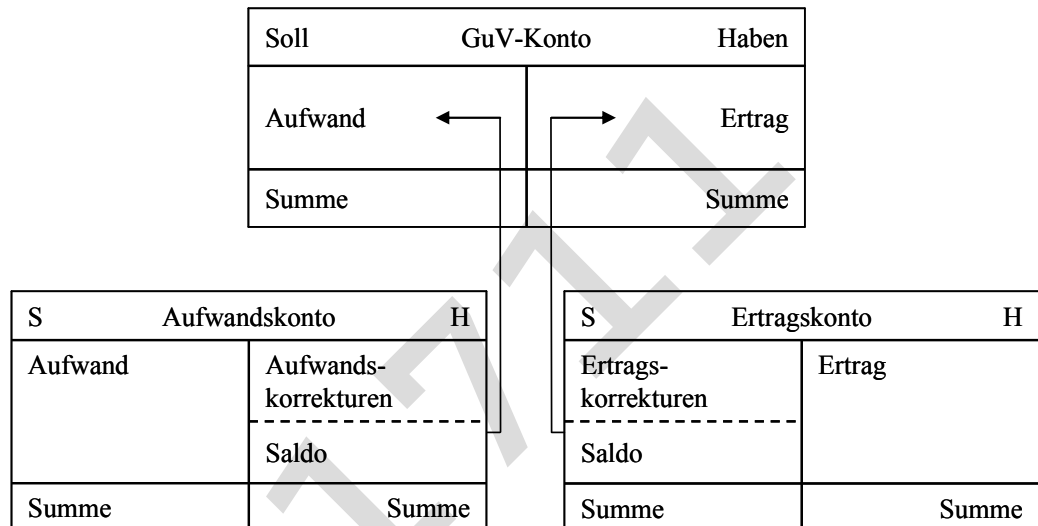 Soll GuV-Konto Haben
Aufwand Ertrag
Summe Summe
S Aufwandskonto H
Aufwand Aufwands-
korrekturen
Saldo
Summe Summe
S Ertragskonto H
Ertrags- Ertrag
korrekturen
Saldo
Summe Summe
1711